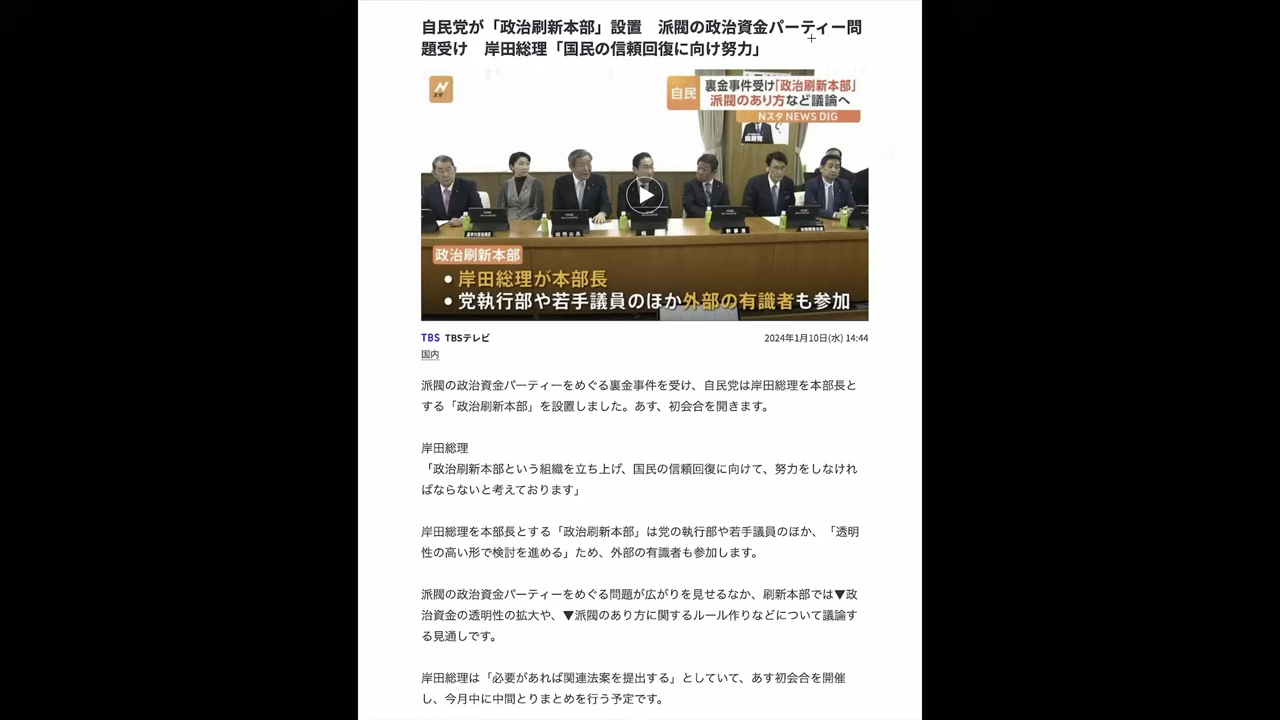 自民党が「政治刷新本部」設置　派閥の政治資金パーティー問
題受け　岸田総理「国民の信頼回復に向け努力」
N
スタ
自民
裏金事件受け「政治刷新本部」
派閥のあり方など議論へ
Nスタ NEWS DIG
自民党
幹事長
政治刷新本部
● 岸田総理が本部長
● 党執行部や若手議員のほか外部の有識者も参加
TBS TBSテレビ
2024年1月10日(水) 14:44
国内
派閥の政治資金パーティーをめぐる裏金事件を受け、自民党は岸田総理を本部長と
する「政治刷新本部」を設置しました。あす、初会合を開きます。
岸田総理
「政治刷新本部という組織を立ち上げ、国民の信頼回復に向けて、努力をしなけれ
ばならないと考えております」
岸田総理を本部長とする「政治刷新本部」は党の執行部や若手議員のほか、「透明
性の高い形で検討を進める」ため、外部の有識者も参加します。
派閥の政治資金パーティーをめぐる問題が広がりを見せるなか、刷新本部では▼政
治資金の透明性の拡大や、▼派閥のあり方に関するルール作りなどについて議論す
る見通しです。
岸田総理は「必要があれば関連法案を提出する」としていて、あす初会合を開催
し、今月中に中間とりまとめを行う予定です。